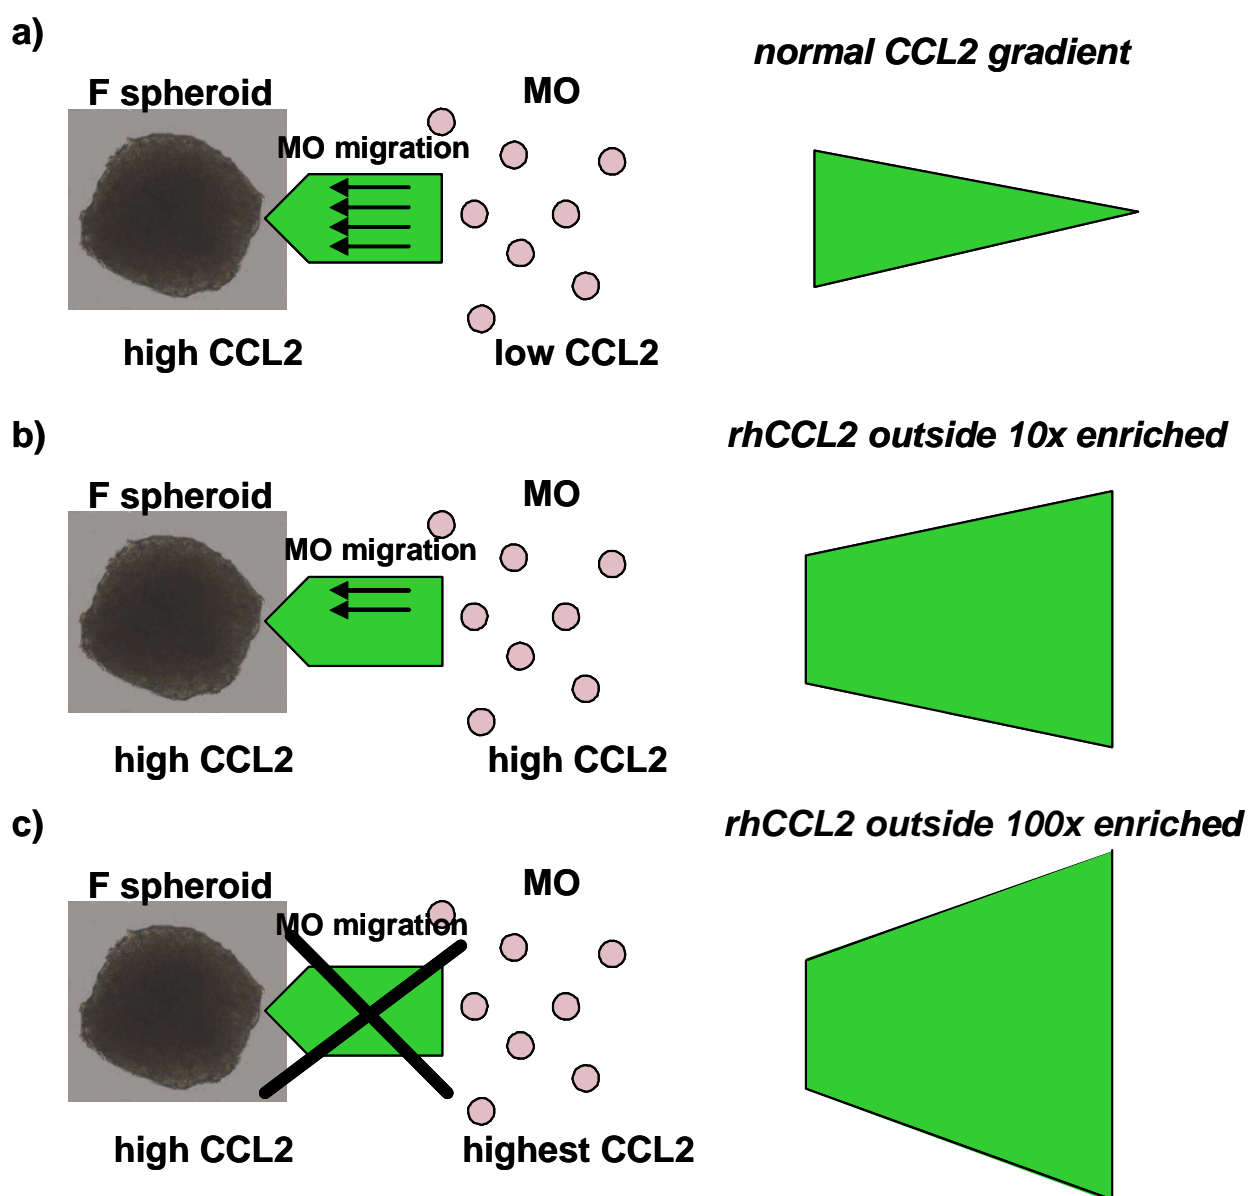 a)
normal CCL2 gradient
F spheroid
MO
MO migration
high CCL2
low CCL2
b)
rhCCL2 outside 10x enriched
F spheroid
MO
MO migration
high CCL2
high CCL2
c)
rhCCL2 outside 100x enriched
F spheroid
MO
MO migration
high CCL2
highest CCL2